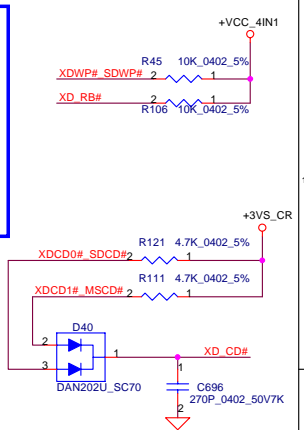 +VCC_4IN1
R45 10K_0402_5%
XDWP#_SDWP# 2 1
XD_RB# 2 1
R106 10K_0402_5%
+3VS_CR
R121 4.7K_0402_5%
XDCD0#_SDCD# 2 1
R111 4.7K_0402_5%
XDCD1#_MSCD# 2 1
D40
2
1 XD_CD#
3
DAN202U_SC70
1
C696
270P_0402_50V7K
2